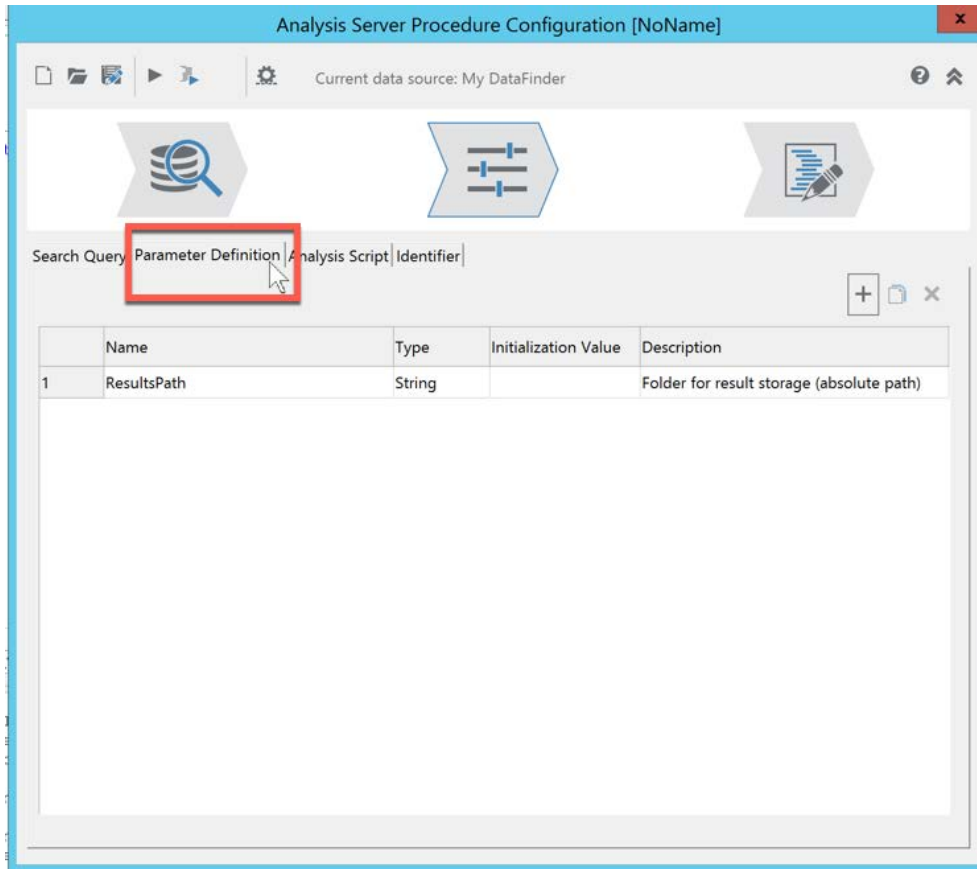 Analysis Server Procedure Configuration [NoName]
x
Current data source: My DataFinder
Search Query Parameter Definition Analysis Script Identifier
Name Type Initialization Value Description
1 ResultsPath String Folder for result storage (absolute path)